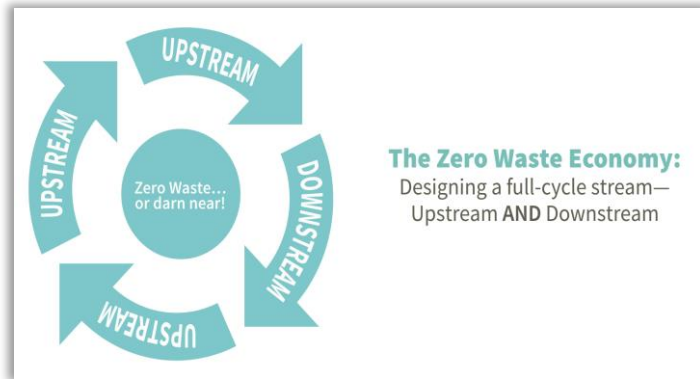 UPSTREAM
DOWNSTREAM
UPSTREAM
UPSTREAM
Zero Waste…
or darn near!
The Zero Waste Economy:
Designing a full-cycle stream—
Upstream AND Downstream